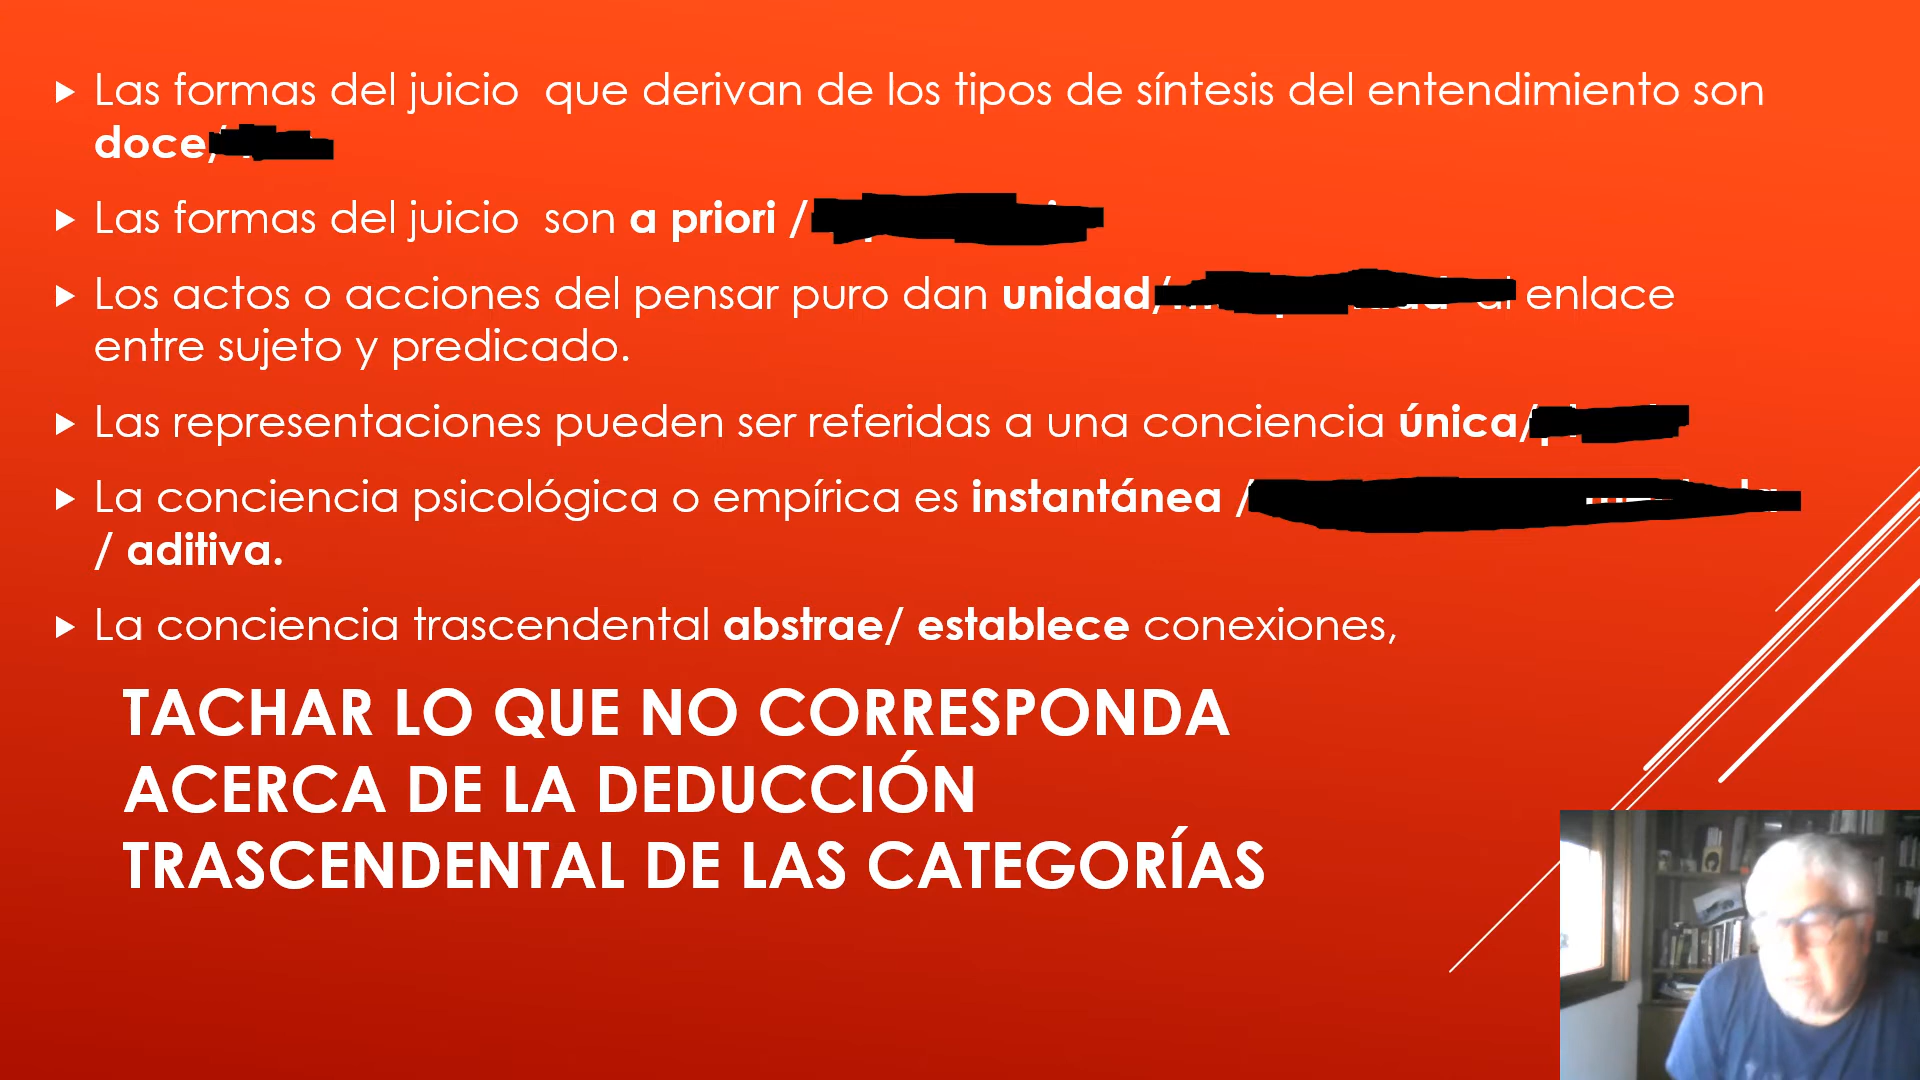 Las formas del juicio que derivan de los tipos de síntesis del entendimiento son
doce/
Las formas del juicio son a priori /
Los actos o acciones del pensar puro dan unidad/ al enlace
entre sujeto y predicado.
Las representaciones pueden ser referidas a una conciencia única/
La conciencia psicológica o empírica es instantánea /
/ aditiva.
La conciencia trascendental abstrae/ establece conexiones,
TACHAR LO QUE NO CORRESPONDA
ACERCA DE LA DEDUCCIÓN
TRASCENDENTAL DE LAS CATEGORÍAS